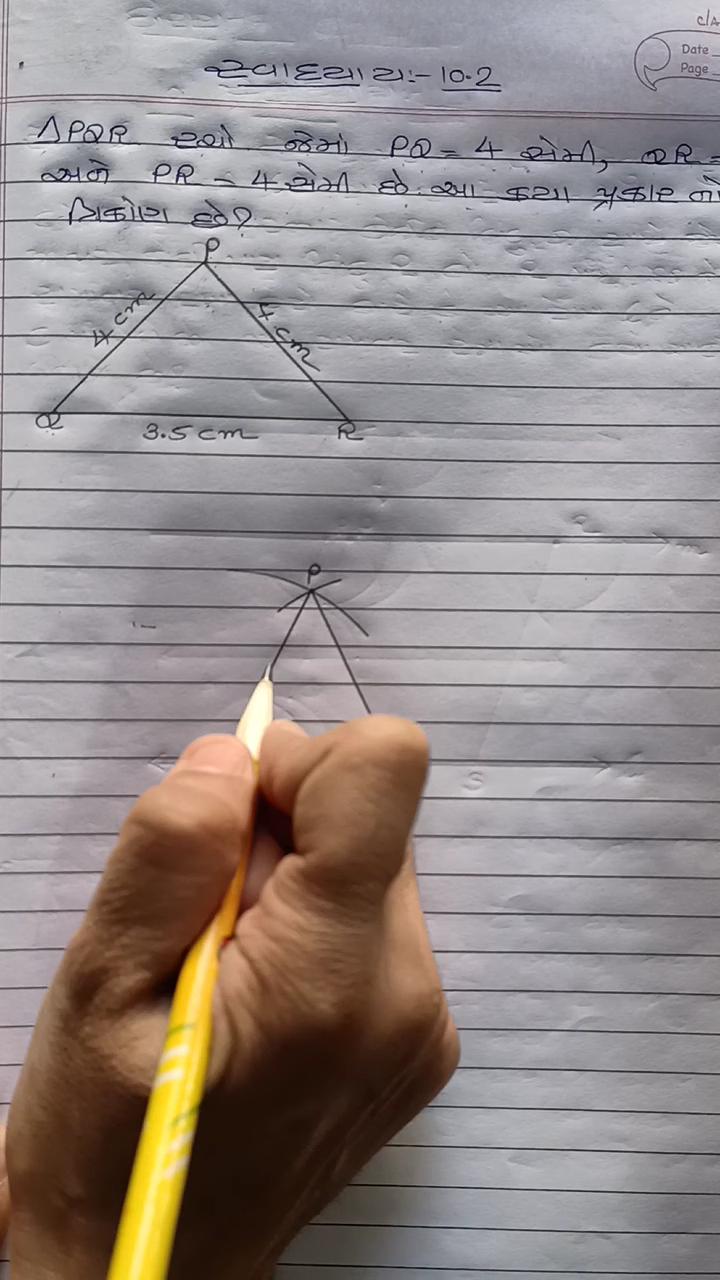 c/A
Date
Page
સ્વાધ્યાય:- 10.2
ΔPQR રચો જેમાં PQ = 4 સેમી, QR =
અને PR = 4 સેમી છે. આ કયા પ્રકાર નો
ત્રિકોણ છે?
P
4 cm
4 cm
Q
3.5 cm
R
P
S